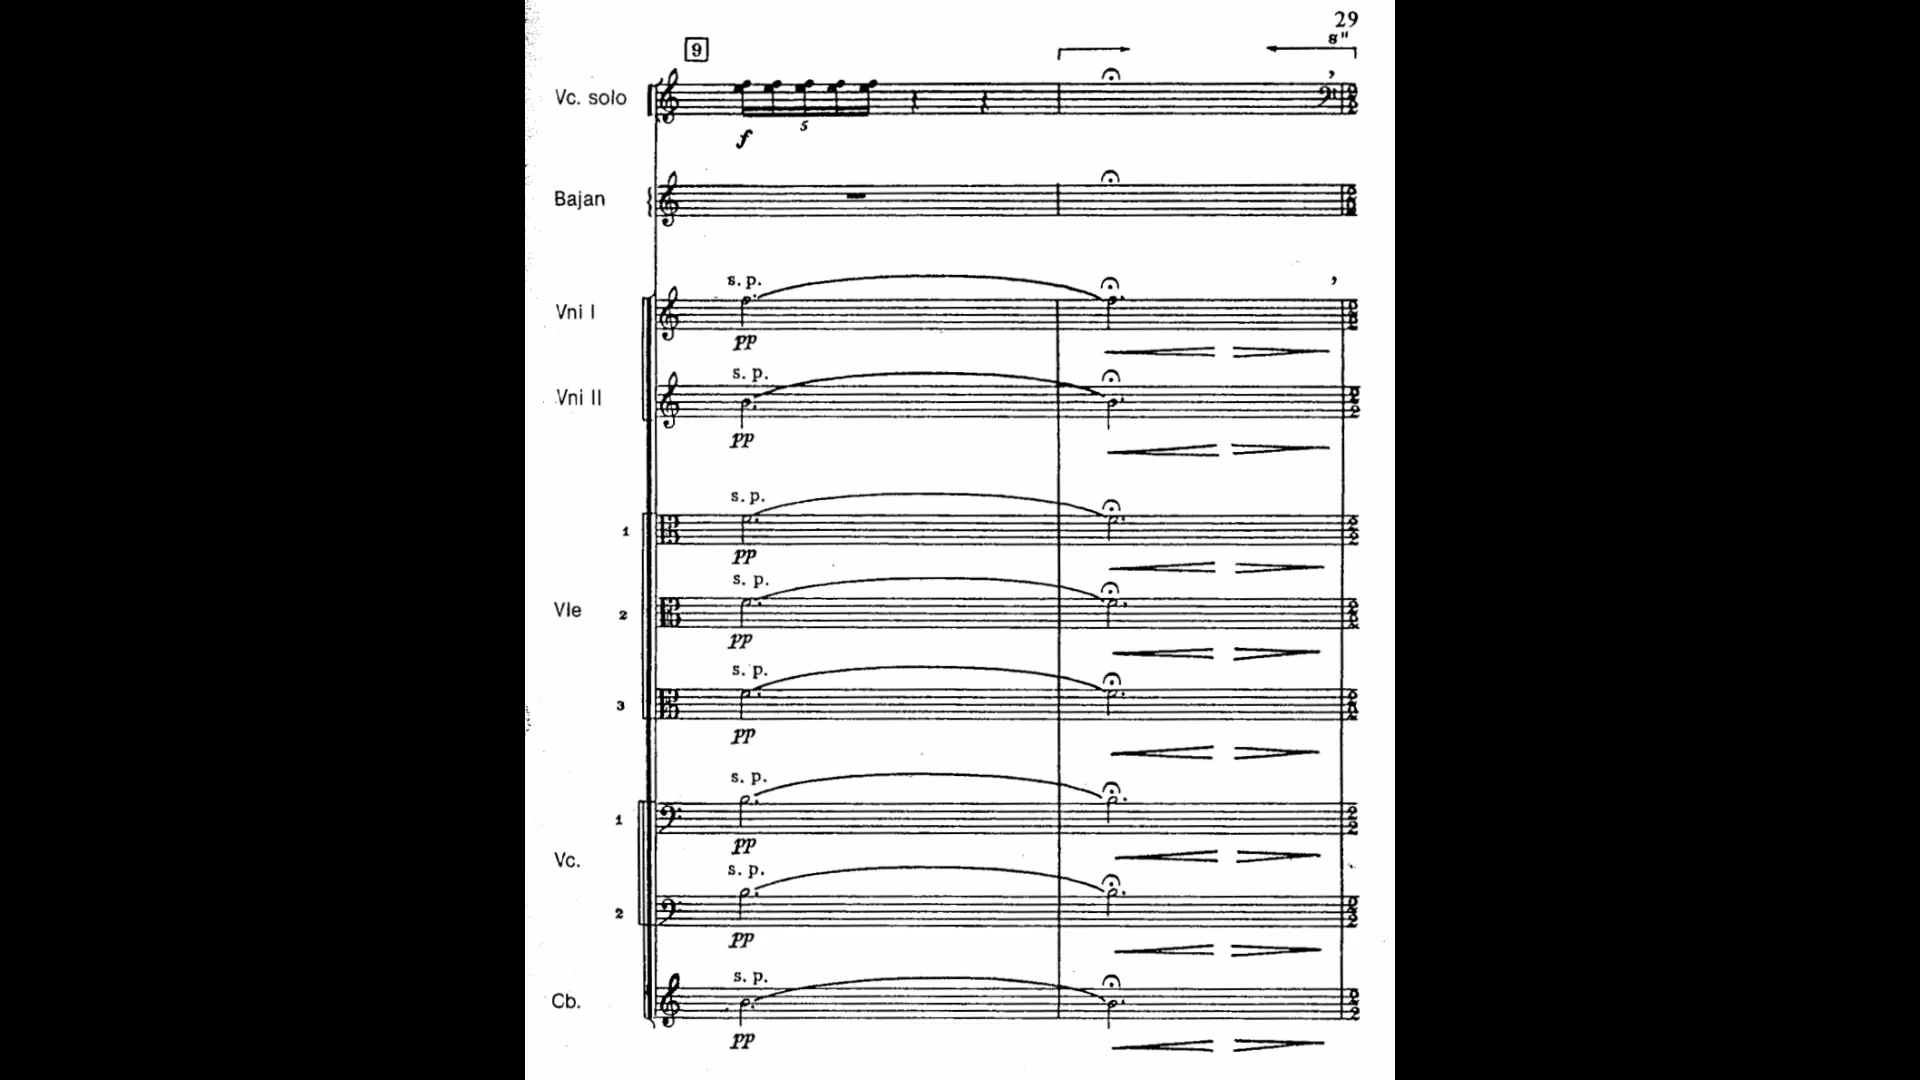 29
9
8"
Vc. solo
5
f
Bajan
s. p.
Vni I
pp
s. p.
Vni II
pp
s. p.
1
pp
s. p.
Vle 2
pp
s. p.
3
pp
s. p.
1
pp
Vc.
s. p.
2
pp
s. p.
Cb.
pp